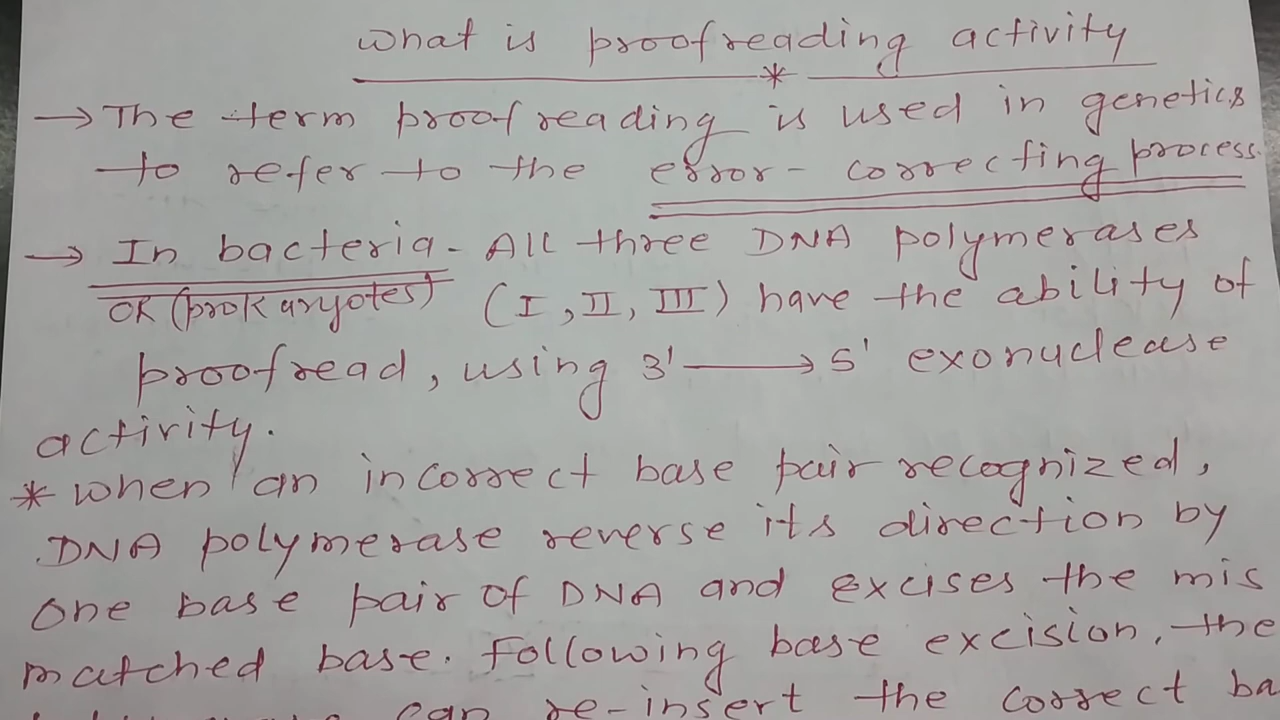 What is proofreading activity
*
→ The term proofreading is used in genetics
to refer to the error-correcting process.
→ In bacteria - All three DNA polymerases
OR (prokaryotes) (I, II, III) have the ability of
proofread, using 3' → 5' exonuclease
activity.
* When an incorrect base pair recognized,
DNA polymerase reverse its direction by
one base pair of DNA and excises the mis
matched base. Following base excision, the
can re-insert the correct ba